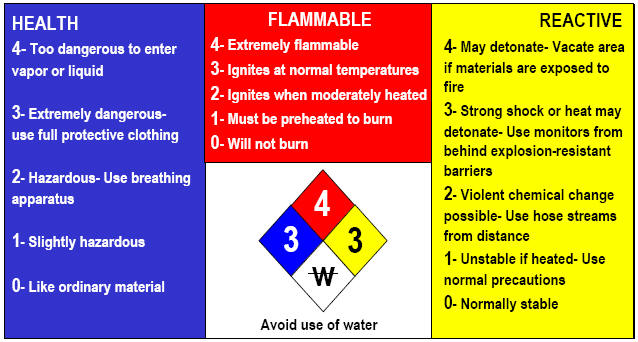 HEALTH
4- Too dangerous to enter
vapor or liquid
3- Extremely dangerous-
use full protective clothing
2- Hazardous- Use breathing
apparatus
1- Slightly hazardous
0- Like ordinary material
FLAMMABLE
4- Extremely flammable
3- Ignites at normal temperatures
2- Ignites when moderately heated
1- Must be preheated to burn
0- Will not burn
4
3
3
W
Avoid use of water
REACTIVE
4- May detonate- Vacate area
if materials are exposed to
fire
3- Strong shock or heat may
detonate- Use monitors from
behind explosion-resistant
barriers
2- Violent chemical change
possible- Use hose streams
from distance
1- Unstable if heated- Use
normal precautions
0- Normally stable